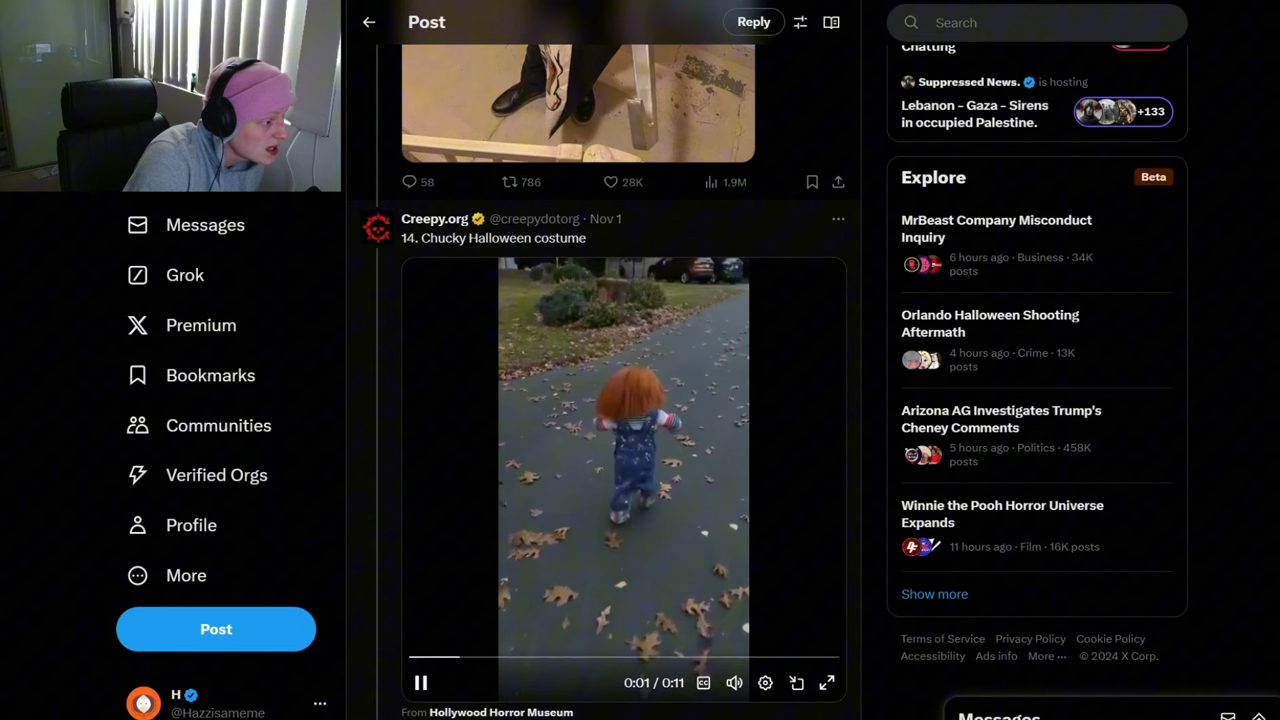 Post
Reply
58
786
28K
1.9M
Creepy.org @creepydotorg · Nov 1
14. Chucky Halloween costume
0:01 / 0:11
CC
From Hollywood Horror Museum
Messages
Grok
Premium
Bookmarks
Communities
Verified Orgs
Profile
More
Post
H
@Hazzisameme
Search
Chatting
Suppressed News. is hosting
Lebanon - Gaza - Sirens
in occupied Palestine.
+133
Explore
Beta
MrBeast Company Misconduct
Inquiry
6 hours ago · Business · 34K
posts
Orlando Halloween Shooting
Aftermath
4 hours ago · Crime · 13K
posts
Arizona AG Investigates Trump's
Cheney Comments
5 hours ago · Politics · 458K
posts
Winnie the Pooh Horror Universe
Expands
11 hours ago · Film · 16K posts
Show more
Terms of Service Privacy Policy Cookie Policy
Accessibility Ads info More ··· © 2024 X Corp.
Messages